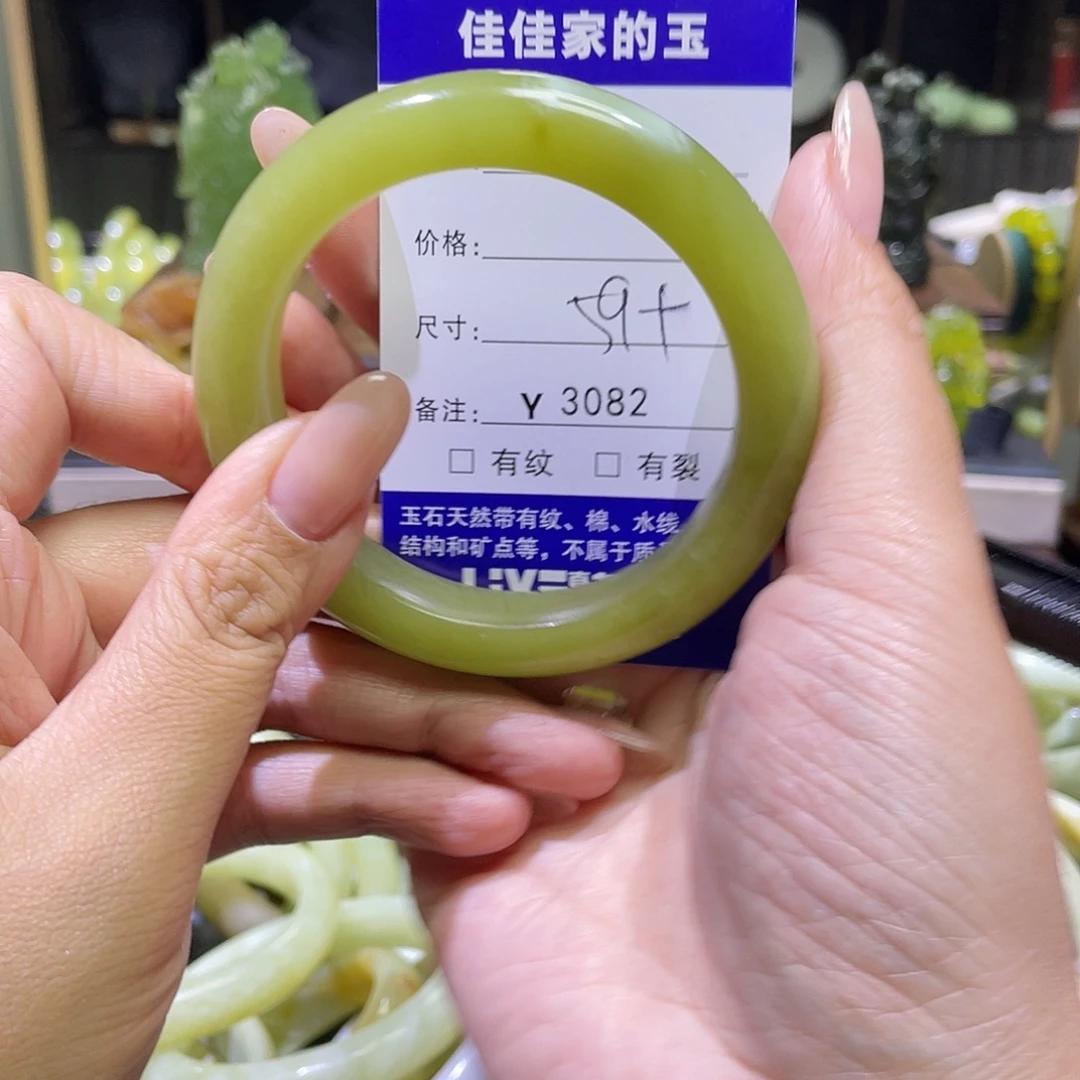 佳佳家的玉
价格:
尺寸: 59+
备注: Y 3082
□ 有纹 □ 有裂
玉石天然带有纹、棉、水线
结构和矿点等，不属于质
LIVE